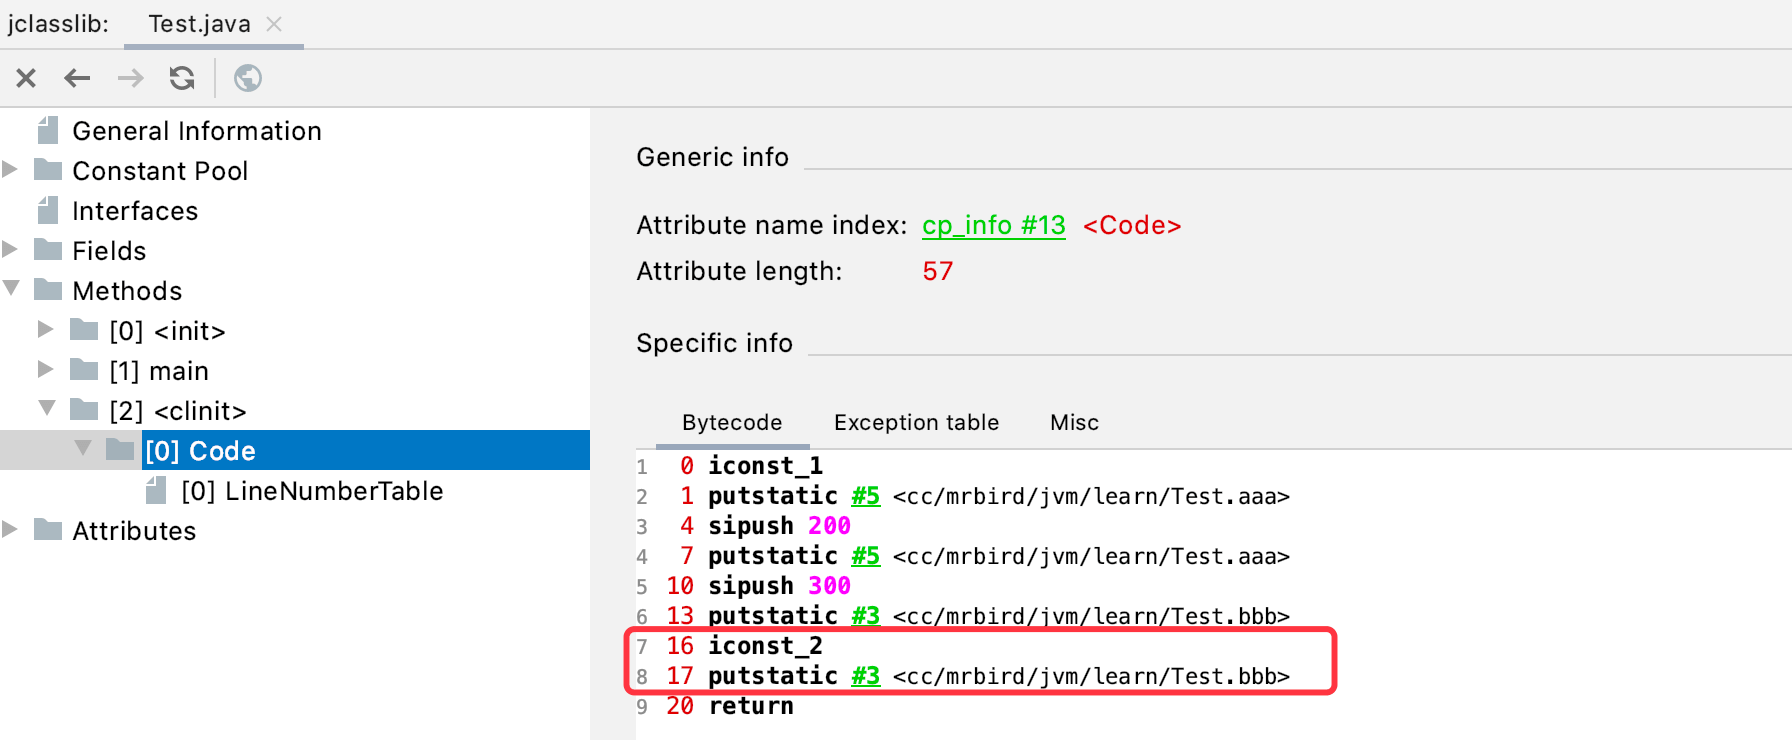 jclasslib: Test.java
General Information
Constant Pool
Interfaces
Fields
Methods
[0] <init>
[1] main
[2] <clinit>
[0] Code
[0] LineNumberTable
Attributes
Generic info
Attribute name index: cp_info #13 <Code>
Attribute length: 57
Specific info
Bytecode Exception table Misc
1 0 iconst_1
2 1 putstatic #5 <cc/mrbird/jvm/learn/Test.aaa>
3 4 sipush 200
4 7 putstatic #5 <cc/mrbird/jvm/learn/Test.aaa>
5 10 sipush 300
6 13 putstatic #3 <cc/mrbird/jvm/learn/Test.bbb>
7 16 iconst_2
8 17 putstatic #3 <cc/mrbird/jvm/learn/Test.bbb>
9 20 return